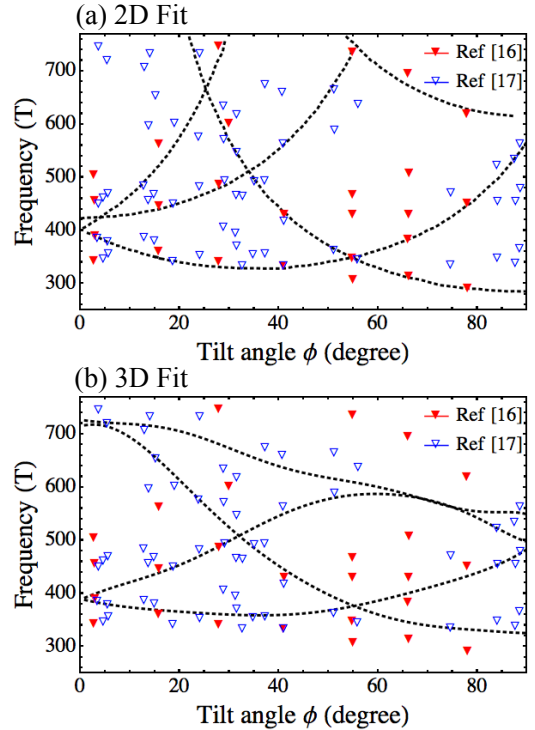 (a) 2D Fit
Frequency (T)
700
600
500
400
300
Ref [16]
Ref [17]
0 20 40 60 80
Tilt angle ϕ (degree)
(b) 3D Fit
Frequency (T)
700
600
500
400
300
Ref [16]
Ref [17]
0 20 40 60 80
Tilt angle ϕ (degree)